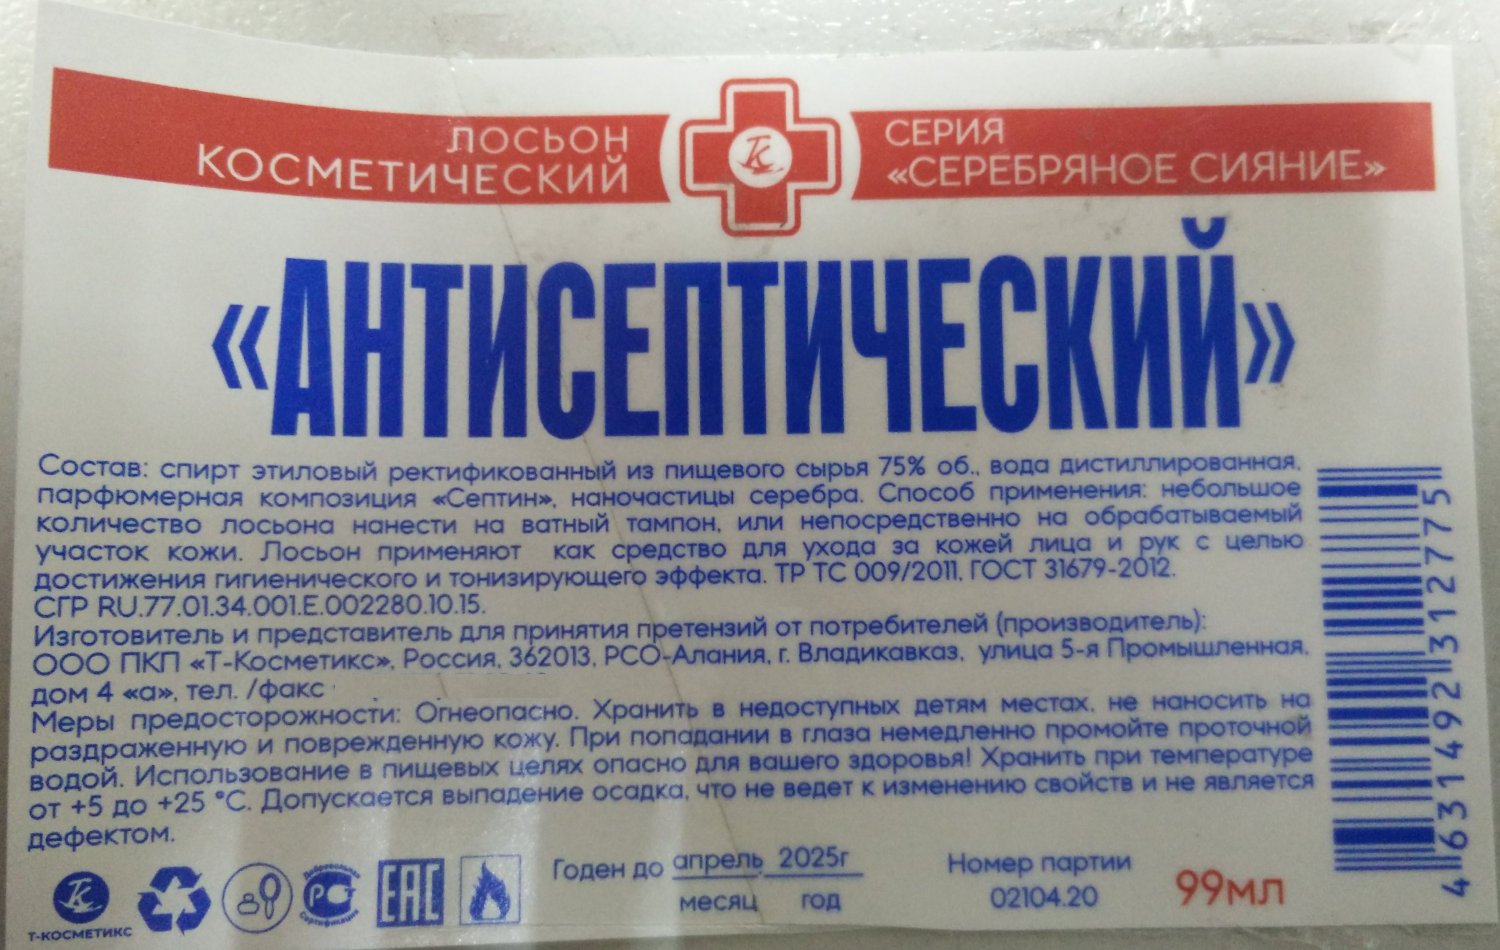 ЛОСЬОН
КОСМЕТИЧЕСКИЙ
СЕРИЯ
«СЕРЕБРЯНОЕ СИЯНИЕ»
«АНТИСЕПТИЧЕСКИЙ»
Состав: спирт этиловый ректификованный из пищевого сырья 75% об., вода дистиллированная,
парфюмерная композиция «Септин», наночастицы серебра. Способ применения: небольшое
количество лосьона нанести на ватный тампон, или непосредственно на обрабатываемый
участок кожи. Лосьон применяют как средство для ухода за кожей лица и рук с целью
достижения гигиенического и тонизирующего эффекта. ТР ТС 009/2011, ГОСТ 31679-2012.
СГР RU.77.01.34.001.E.002280.10.15.
Изготовитель и представитель для принятия претензий от потребителей (производитель):
ООО ПКП «Т-Косметикс», Россия, 362013, РСО-Алания, г. Владикавказ, улица 5-я Промышленная,
дом 4 «а», тел. /факс
Меры предосторожности: Огнеопасно. Хранить в недоступных детям местах, не наносить на
раздраженную и поврежденную кожу. При попадании в глаза немедленно промойте проточной
водой. Использование в пищевых целях опасно для вашего здоровья! Хранить при температуре
от +5 до +25 °С. Допускается выпадение осадка, что не ведет к изменению свойств и не является
дефектом.
Т-КОСМЕТИКС
Добровольная
РСТ
Сертификация
ЕАС
Годен до апрель 2025г
месяц год
Номер партии
02104.20
99мл
4 631492 312775